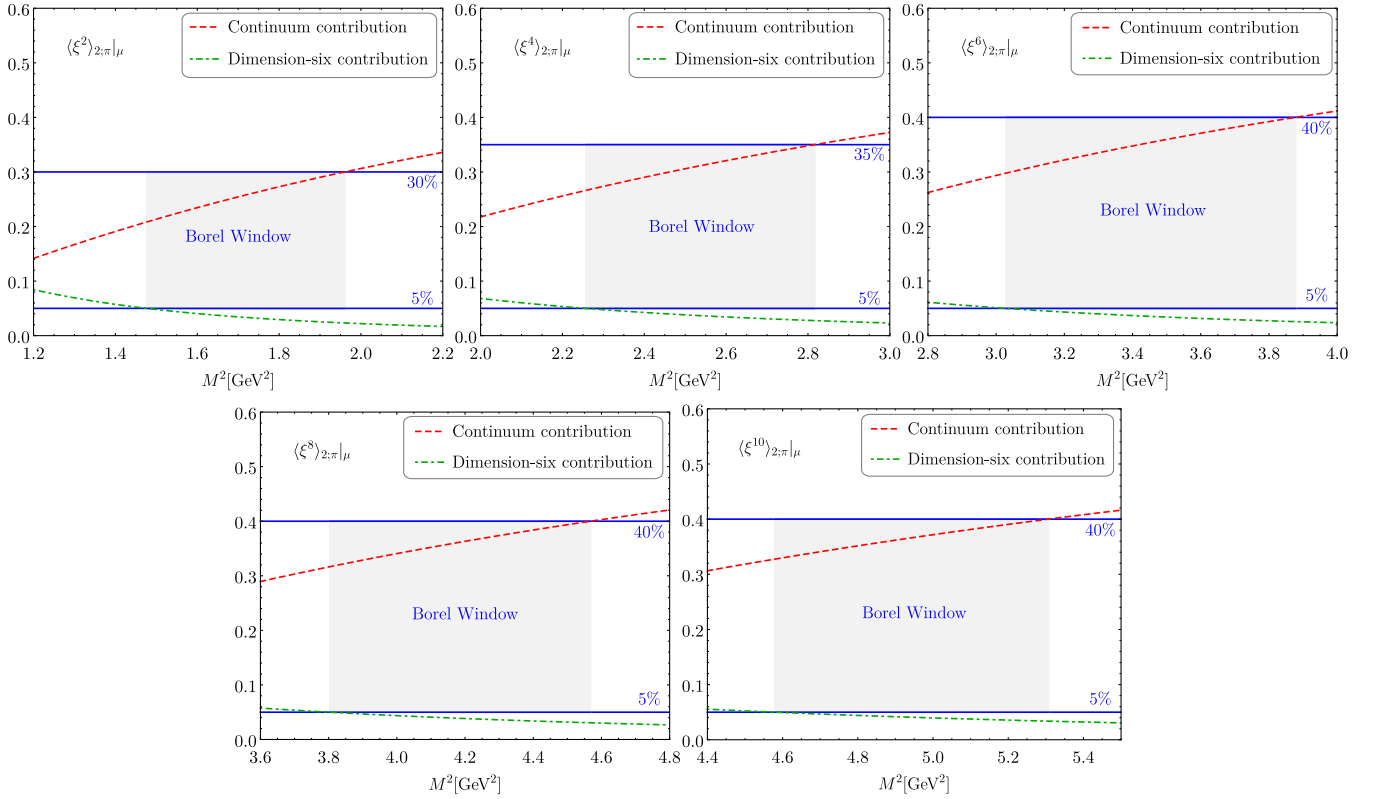 ⟨ξ²⟩₂;π|μ
Continuum contribution
Dimension-six contribution
0.6
0.5
0.4
0.3
0.2
0.1
0.0
30%
Borel Window
5%
1.2 1.4 1.6 1.8 2.0 2.2
M²[GeV²]
⟨ξ⁴⟩₂;π|μ
Continuum contribution
Dimension-six contribution
0.6
0.5
0.4
0.3
0.2
0.1
0.0
35%
Borel Window
5%
2.0 2.2 2.4 2.6 2.8 3.0
M²[GeV²]
⟨ξ⁶⟩₂;π|μ
Continuum contribution
Dimension-six contribution
0.6
0.5
0.4
0.3
0.2
0.1
0.0
40%
Borel Window
5%
2.8 3.0 3.2 3.4 3.6 3.8 4.0
M²[GeV²]
⟨ξ⁸⟩₂;π|μ
Continuum contribution
Dimension-six contribution
0.6
0.5
0.4
0.3
0.2
0.1
0.0
40%
Borel Window
5%
3.6 3.8 4.0 4.2 4.4 4.6 4.8
M²[GeV²]
⟨ξ¹⁰⟩₂;π|μ
Continuum contribution
Dimension-six contribution
0.6
0.5
0.4
0.3
0.2
0.1
0.0
40%
Borel Window
5%
4.4 4.6 4.8 5.0 5.2 5.4
M²[GeV²]